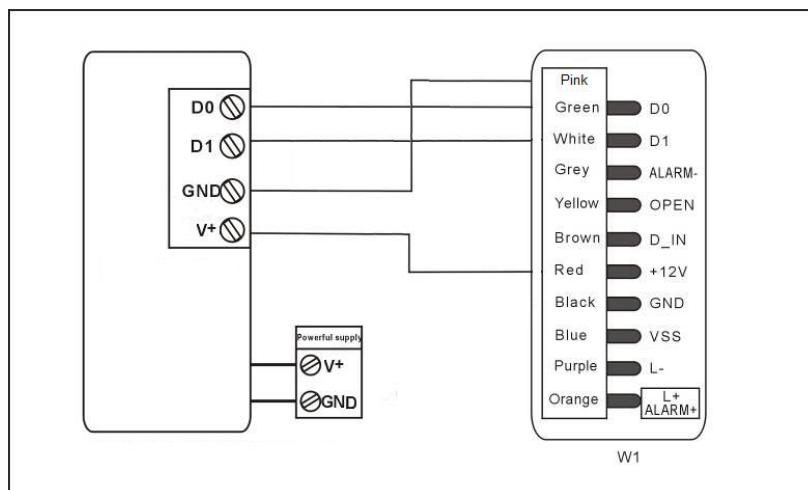 D0
D1
GND
V+
Powerful supply
V+
GND
Pink
Green D0
White D1
Grey ALARM-
Yellow OPEN
Brown D_IN
Red +12V
Black GND
Blue VSS
Purple L-
Orange L+
ALARM+
W1